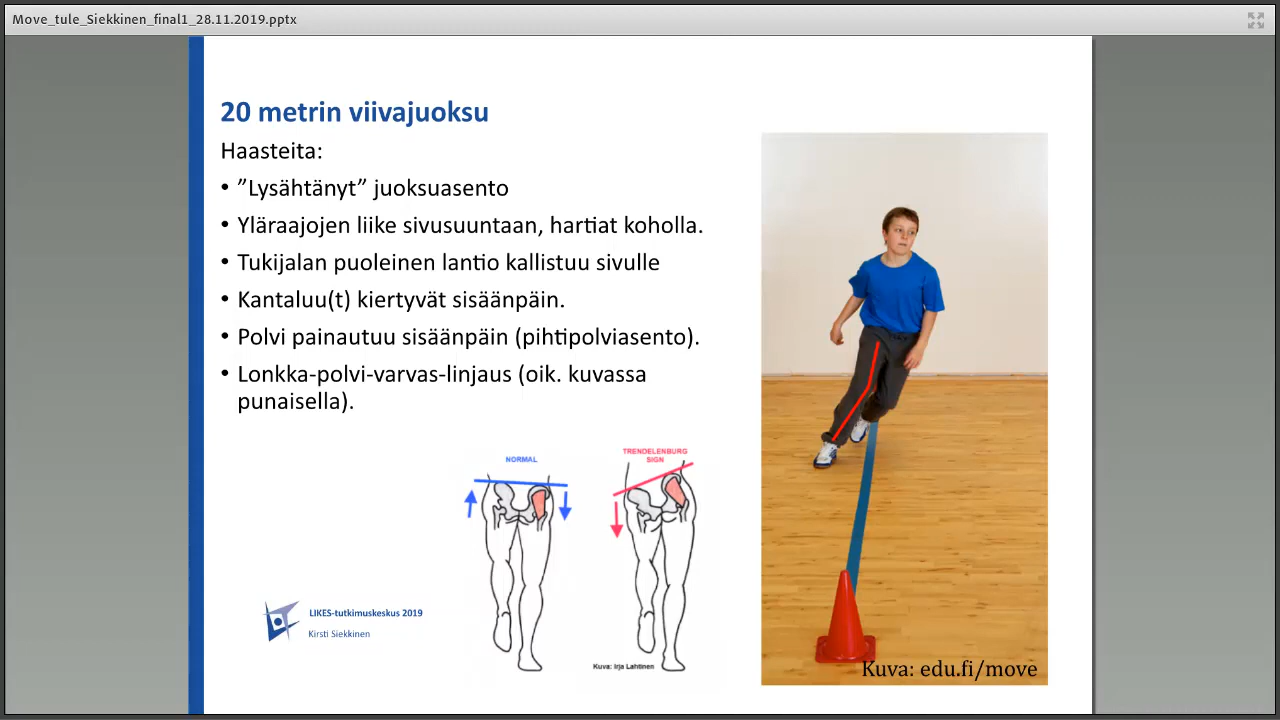 Move_tule_Siekkinen_final1_28.11.2019.pptx
20 metrin viivajuoksu
Haasteita:
• ”Lysähtänyt” juoksuasento
• Yläraajojen liike sivusuuntaan, hartiat koholla.
• Tukijalan puoleinen lantio kallistuu sivulle
• Kantaluu(t) kiertyvät sisäänpäin.
• Polvi painautuu sisäänpäin (pihtipolviasento).
• Lonkka-polvi-varvas-linjaus (oik. kuvassa
punaisella).
NORMAL
TRENDELENBURG
SIGN
LIKES-tutkimuskeskus 2019
Kirsti Siekkinen
Kuva: Irja Lahtinen
Kuva: edu.fi/move